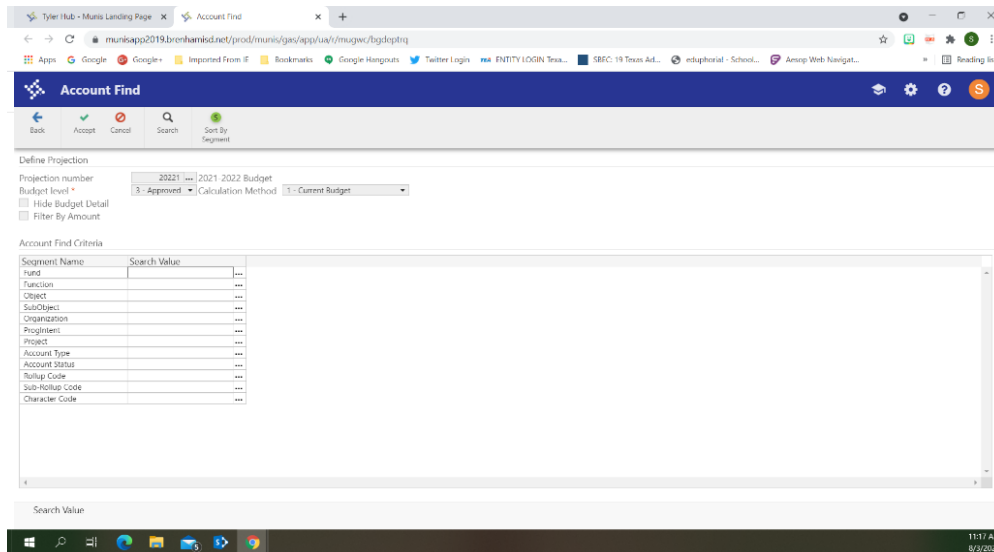 Tyler Hub - Munis Landing Page
Account Find
munisapp2019.brenhamisd.net/prod/munis/gas/app/ua/r/mugwc/bgdeptrq
S
Apps
Google
Google+
Imported From IE
Bookmarks
Google Hangouts
Twitter Login
TEA ENTITY LOGIN Texa...
SBEC: 19 Texas Ad...
eduphorial - School...
Aesop Web Navigat...
»
Reading lis
Account Find
S
Back
Accept
Cancel
Search
Sort By
Segment
Define Projection
Projection number 20221 ... 2021-2022 Budget
Budget level * 3 - Approved Calculation Method 1 - Current Budget
Hide Budget Detail
Filter By Amount
Account Find Criteria
Segment Name Search Value
Fund ...
Function ...
Object ...
SubObject ...
Organization ...
ProgIntent ...
Project ...
Account Type ...
Account Status ...
Rollup Code ...
Sub-Rollup Code ...
Character Code ...
Search Value
5
11:17 A
8/3/202